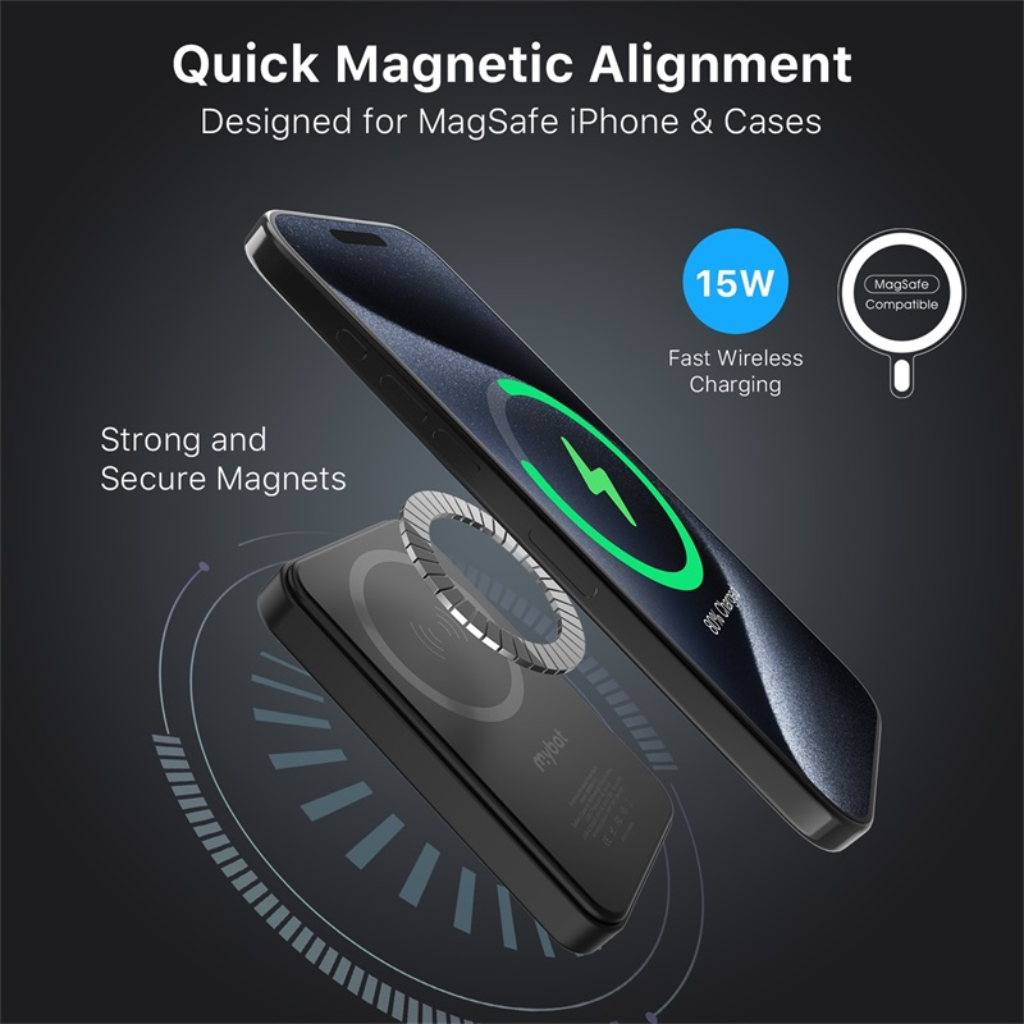 Quick Magnetic Alignment
Designed for MagSafe iPhone & Cases
15W
MagSafe
Compatible
Fast Wireless
Charging
Strong and
Secure Magnets
80% Charged
mybat